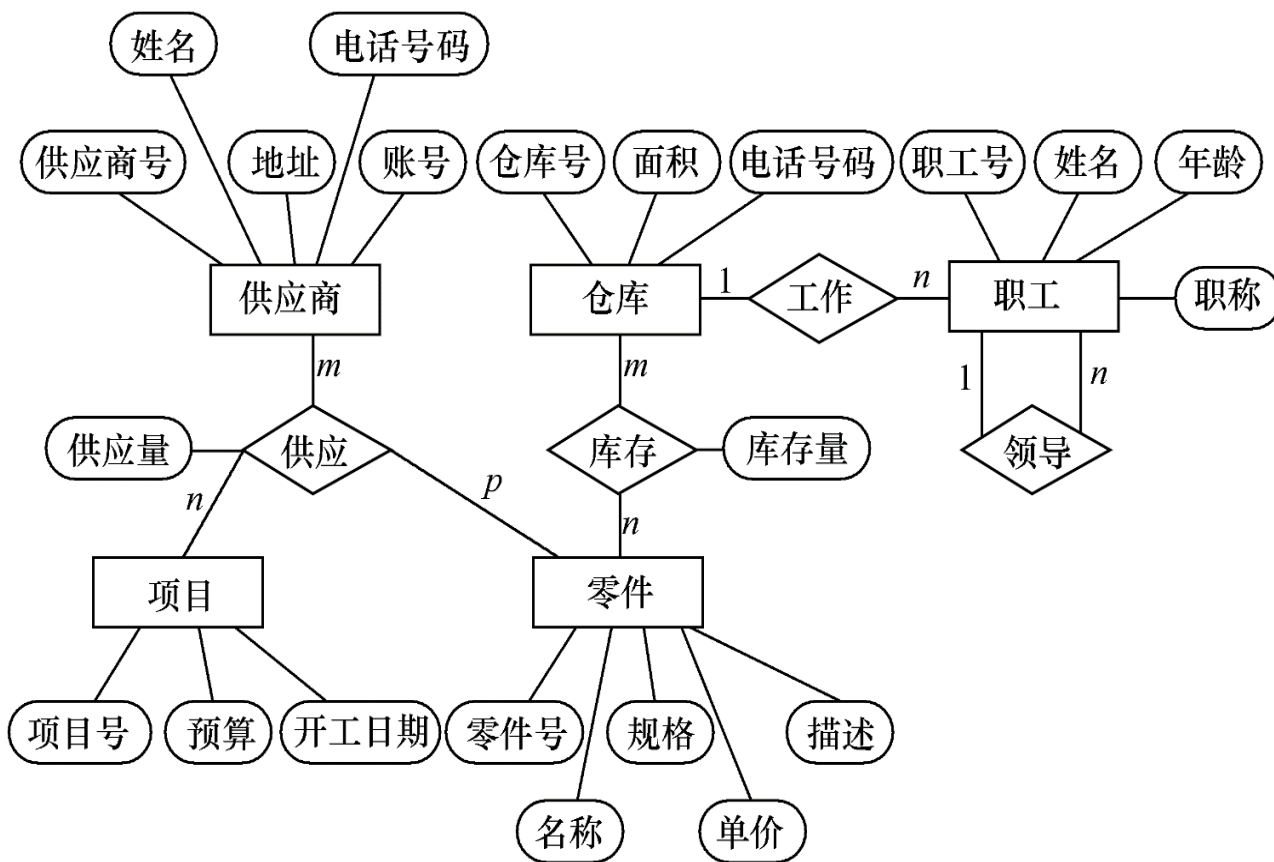 姓名 电话号码
供应商号 地址 账号 仓库号 面积 电话号码 职工号 姓名 年龄
供应商 仓库 1 工作 n 职工 职称
m m 1 n
供应量 供应 库存 库存量 领导
n p n
项目 零件
项目号 预算 开工日期 零件号 规格 描述
名称 单价